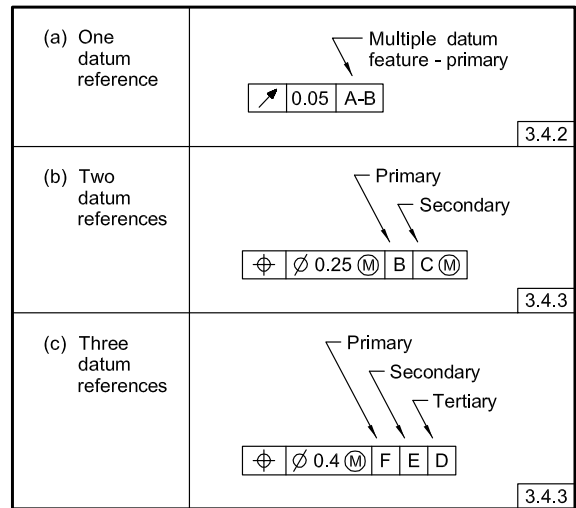 (a) One
datum
reference
Multiple datum
feature - primary
0.05 A-B
3.4.2
(b) Two
datum
references
Primary
Secondary
⌖ ∅ 0.25 Ⓜ B C Ⓜ
3.4.3
(c) Three
datum
references
Primary
Secondary
Tertiary
⌖ ∅ 0.4 Ⓜ F E D
3.4.3